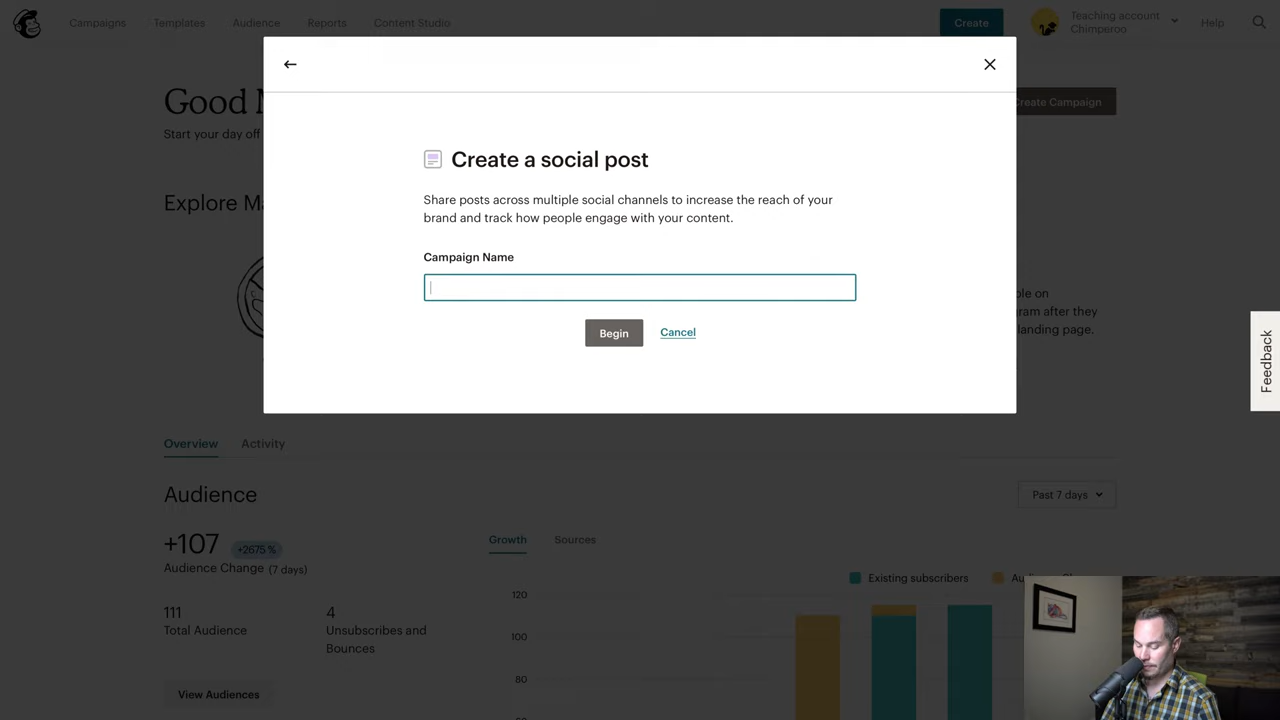 Campaigns Templates Audience Reports Content Studio Create Teaching account Help
Chimperoo
Good
Create Campaign
Start your day off
Create a social post
Share posts across multiple social channels to increase the reach of your
brand and track how people engage with your content.
Explore Ma
Campaign Name
ple on
gram after they
landing page.
Begin Cancel
Feedback
Overview Activity
Audience
Past 7 days
+107 +2675 %
Audience Change (7 days)
Growth Sources
Existing subscribers
120
111 4
Total Audience Unsubscribes and
Bounces
100
80
View Audiences